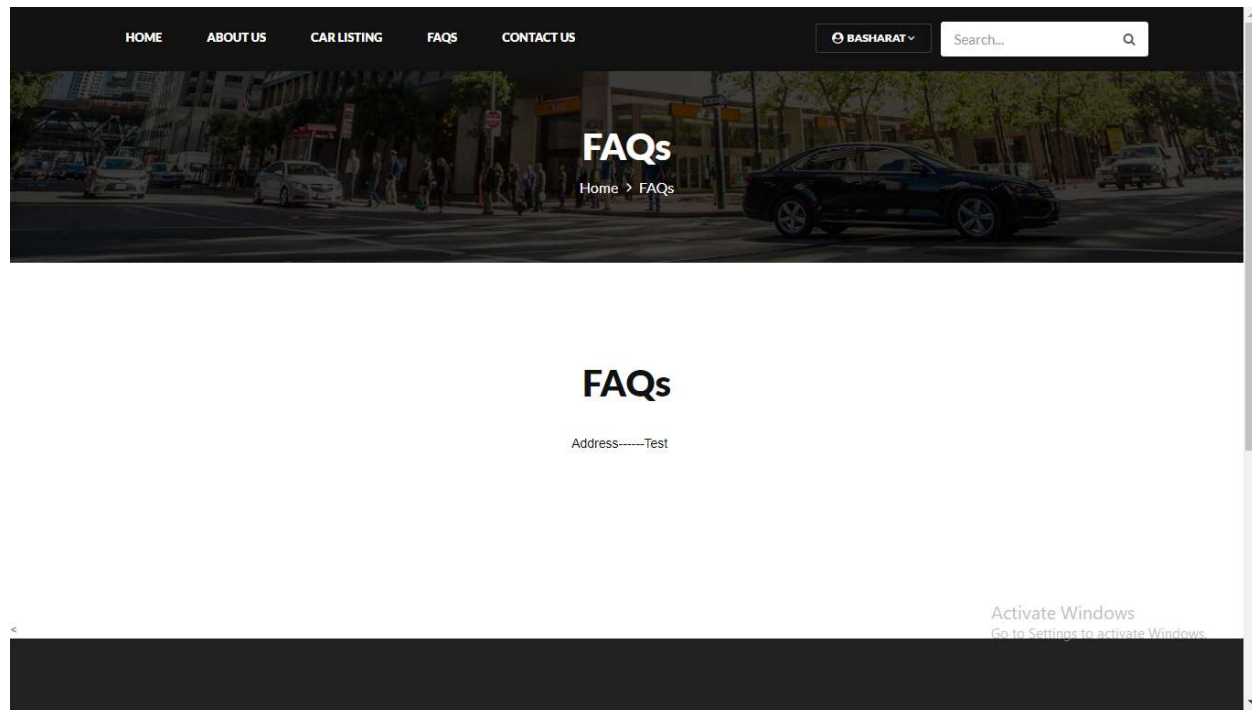 HOME ABOUT US CAR LISTING FAQS CONTACT US BASHARAT Search...
FAQs
Home > FAQs
FAQs
Address------Test
Activate Windows
Go to Settings to activate Windows.
<